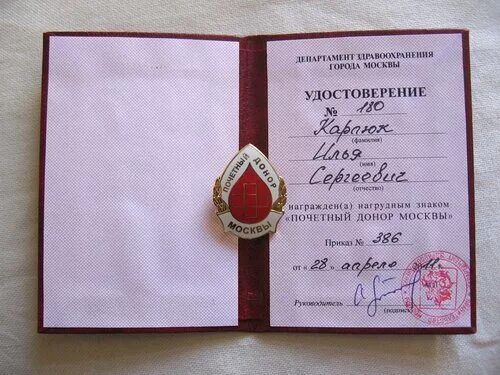 ПОЧЕТНЫЙ ДОНОР
МОСКВЫ
ДЕПАРТАМЕНТ ЗДРАВООХРАНЕНИЯ
ГОРОДА МОСКВЫ
УДОСТОВЕРЕНИЕ
№ 180
Карпюк
(фамилия)
Илья
(имя)
Сергеевич
(отчество)
награжден(а) нагрудным знаком
"ПОЧЕТНЫЙ ДОНОР МОСКВЫ"
Приказ № 386
от "28" апреля
Руководитель
(подпись)